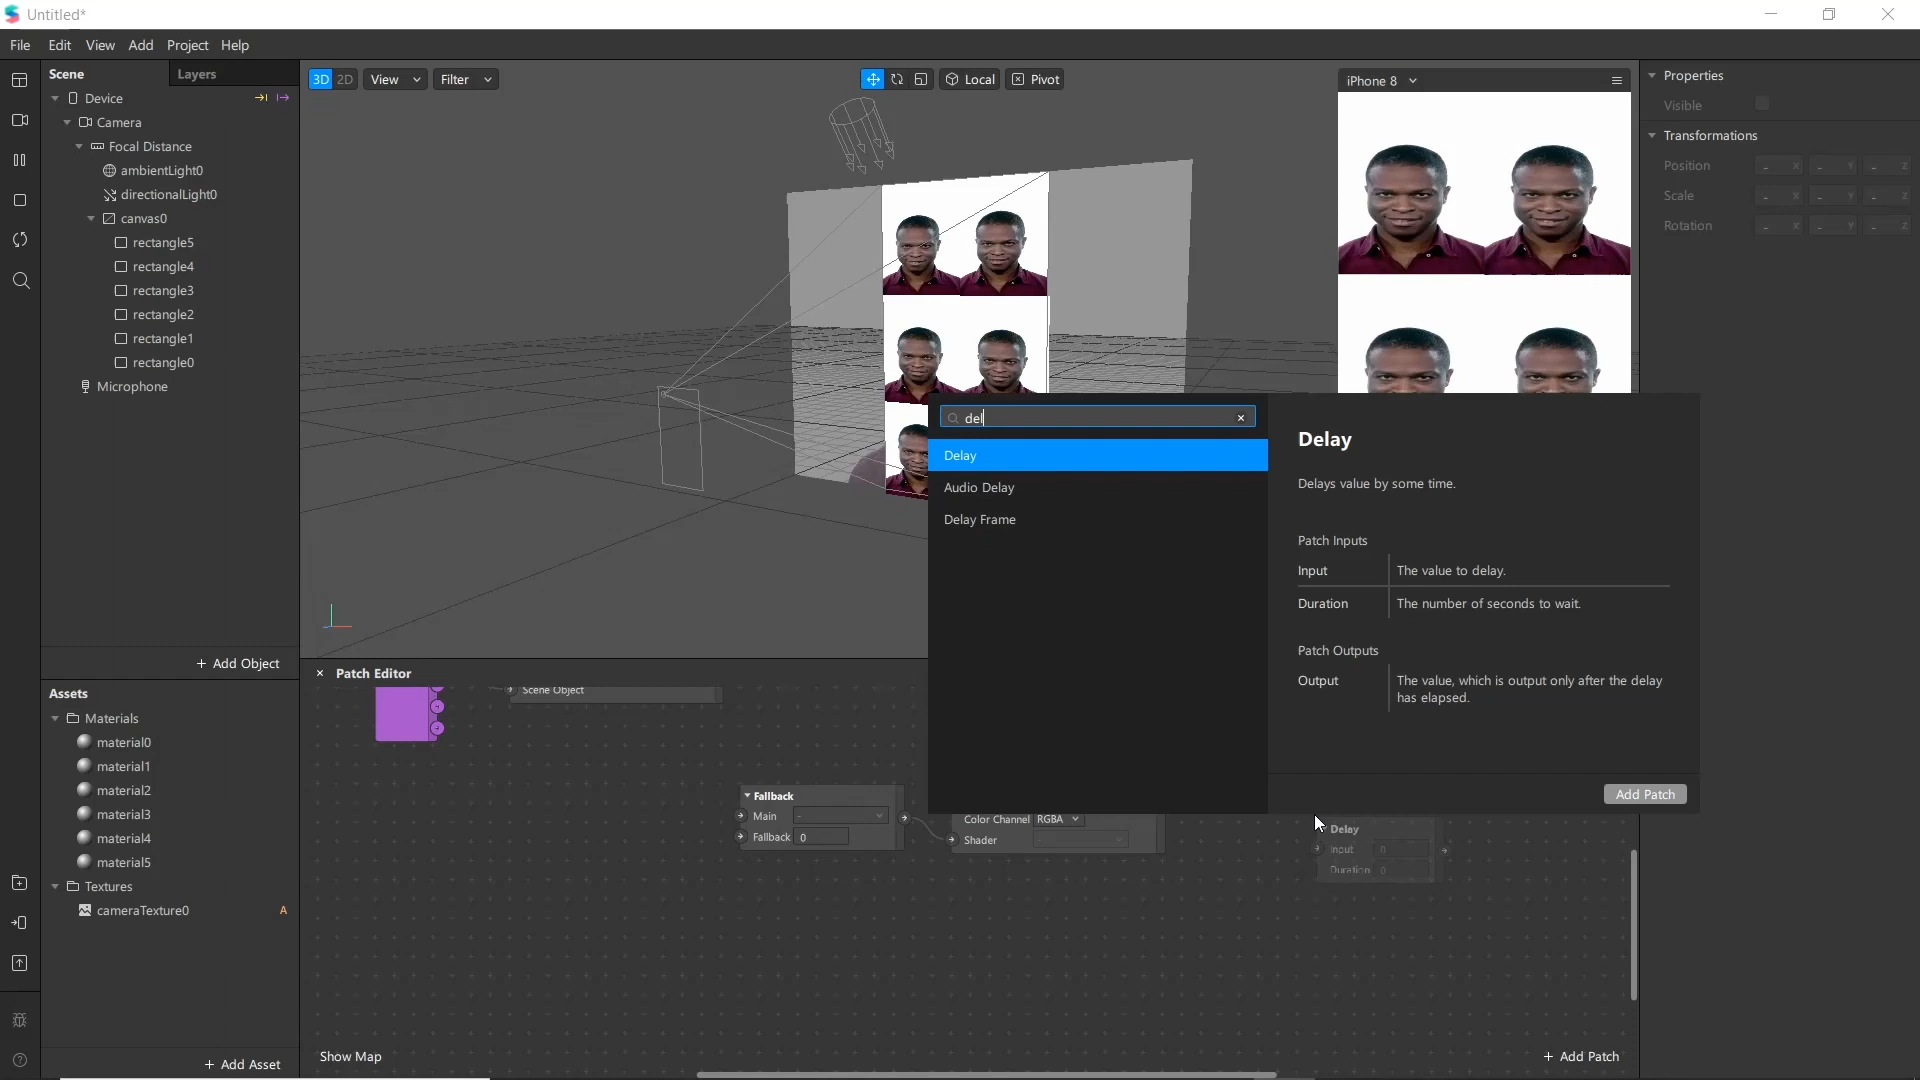 Untitled*
File Edit View Add Project Help
Scene Layers
Device
Camera
Focal Distance
ambientLight0
directionalLight0
canvas0
rectangle5
rectangle4
rectangle3
rectangle2
rectangle1
rectangle0
Microphone
+ Add Object
Assets
Materials
material0
material1
material2
material3
material4
material5
Textures
cameraTexture0 A
+ Add Asset
3D 2D View Filter
Local Pivot
iPhone 8
Properties
Visible
Transformations
Position - X - Y - Z
Scale - X - Y - Z
Rotation - X - Y - Z
del
Delay
Audio Delay
Delay Frame
Delay
Delays value by some time.
Patch Inputs
Input The value to delay.
Duration The number of seconds to wait.
Patch Outputs
Output The value, which is output only after the delay
has elapsed.
Add Patch
× Patch Editor
Scene Object
Fallback
Main -
Fallback 0
Color Channel RGBA
Shader
Delay
Input 0
Duration 0
Show Map
+ Add Patch